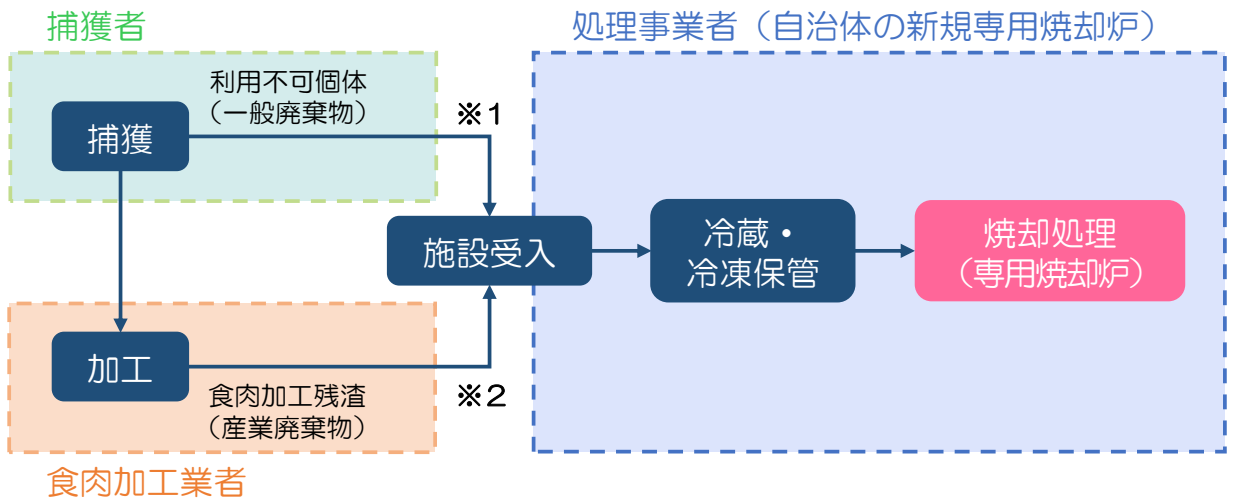 捕獲者
処理事業者（自治体の新規専用焼却炉）
利用不可個体
（一般廃棄物）
※1
捕獲
施設受入
冷蔵・
冷凍保管
焼却処理
（専用焼却炉）
加工
食肉加工残渣
（産業廃棄物）
※2
食肉加工業者